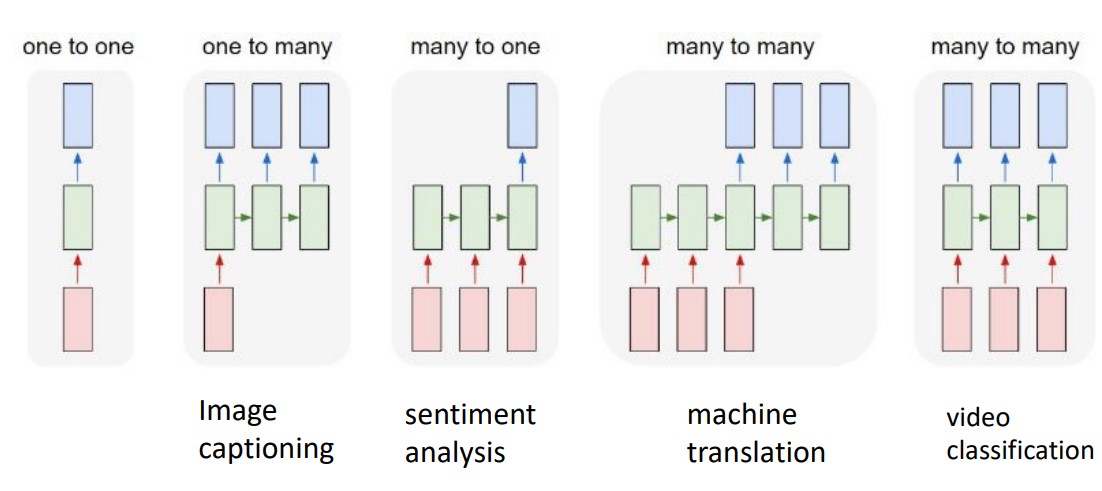 one to one
one to many
many to one
many to many
many to many
Image
captioning
sentiment
analysis
machine
translation
video
classification